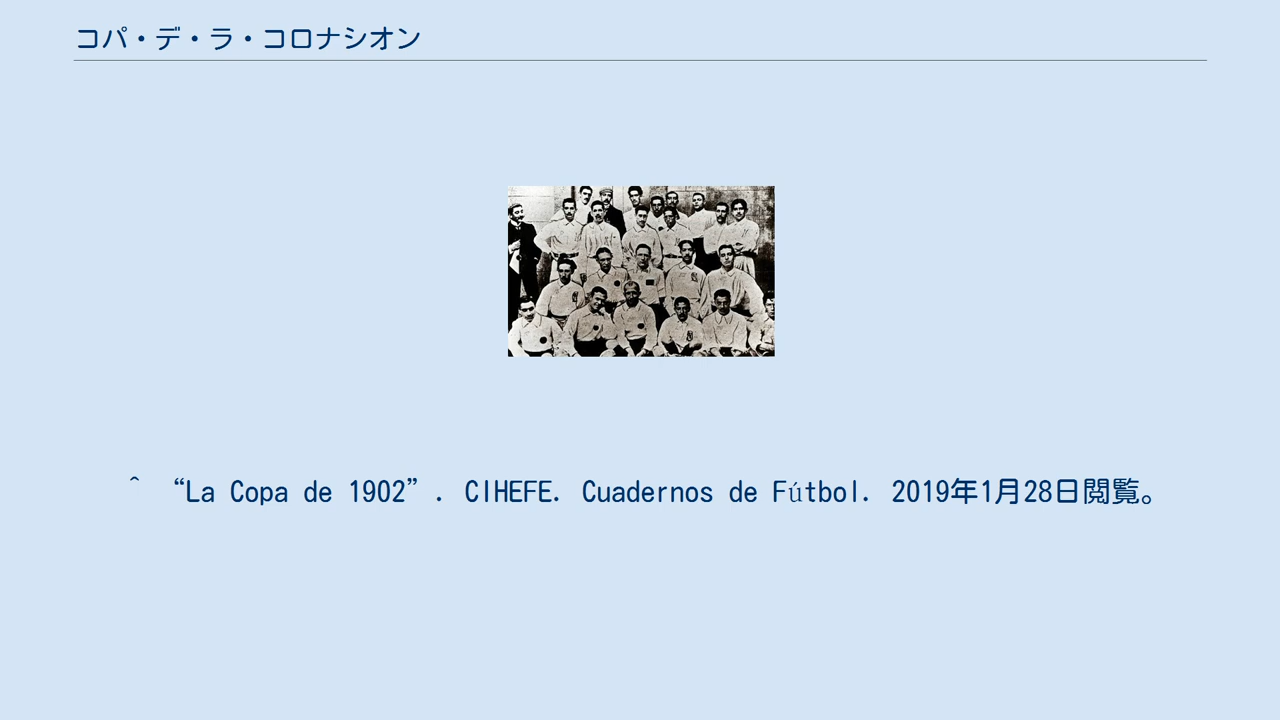 コパ・デ・ラ・コロナシオン
^ “La Copa de 1902”. CIHEFE. Cuadernos de Fútbol. 2019年1月28日閲覧。